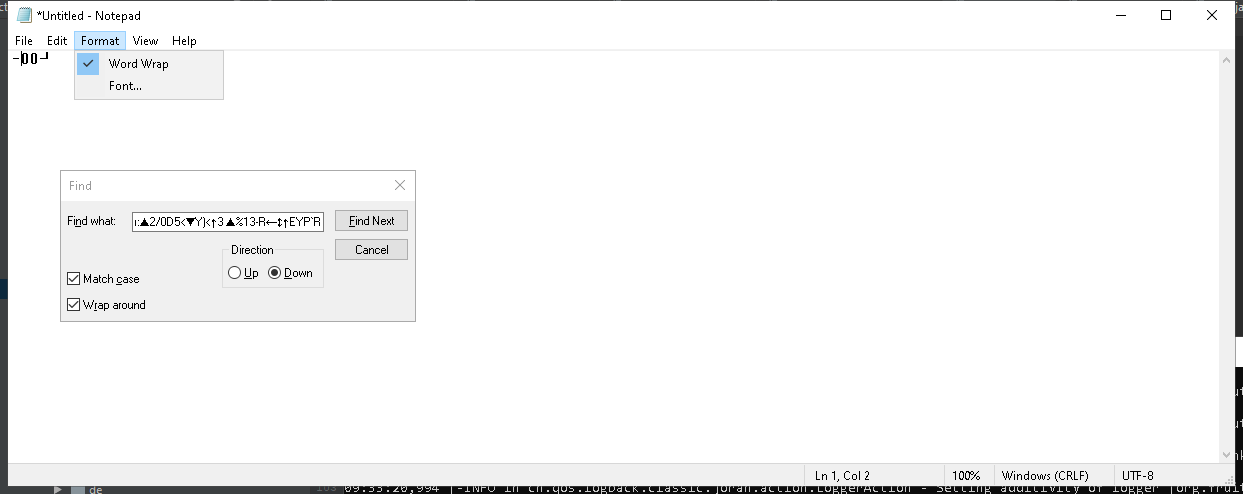 *Untitled - Notepad
File Edit Format View Help
Word Wrap
Font...
Find
Find what: ı:▲2/0D5<▼Y}<↑3 ▲%13-R←↕↑EYP`R Find Next
Cancel
Direction
Up Down
Match case
Wrap around
Ln 1, Col 2 100% Windows (CRLF) UTF-8
de
09:33:20,994 |-INFO in ch.qos.logback.classic.joran.action.LoggerAction - Setting additivity of logger